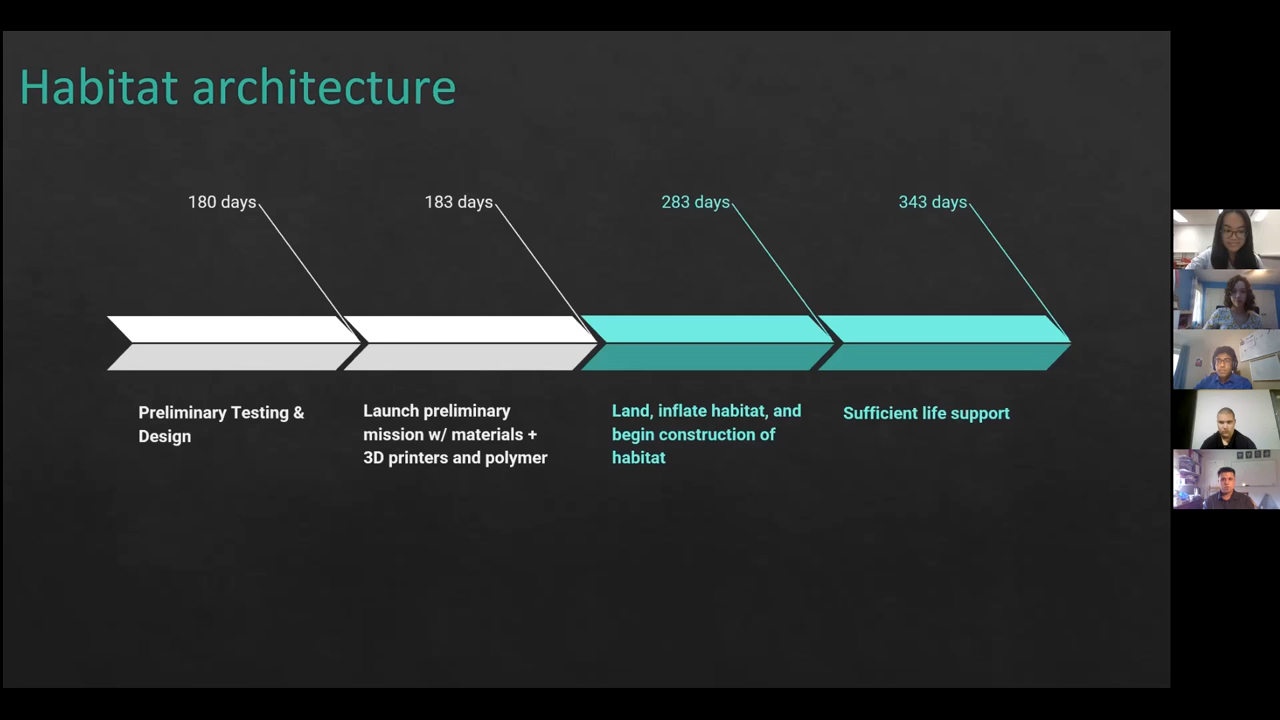 Habitat architecture
180 days
183 days
283 days
343 days
Preliminary Testing &
Design
Launch preliminary
mission w/ materials +
3D printers and polymer
Land, inflate habitat, and
begin construction of
habitat
Sufficient life support